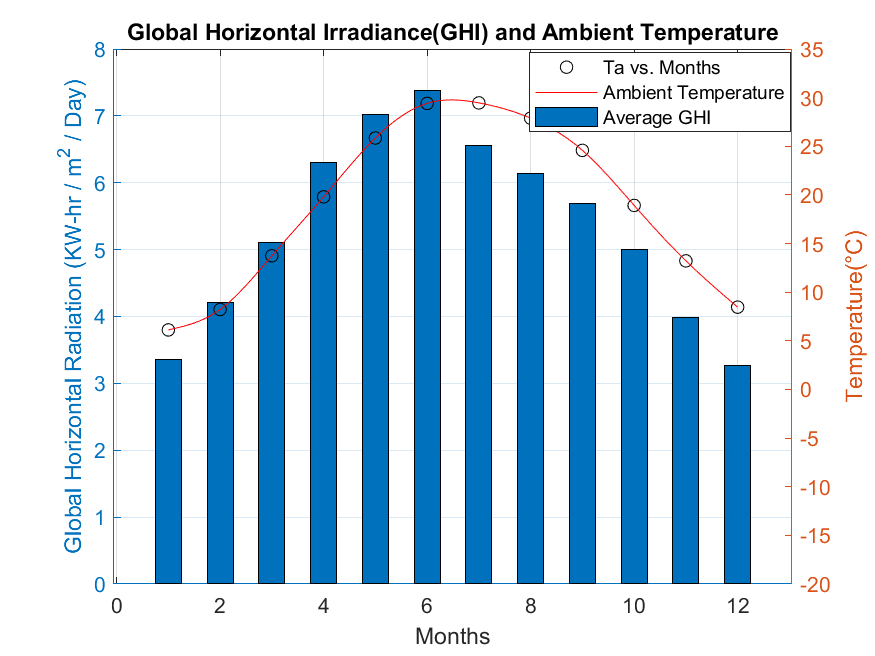 Global Horizontal Irradiance(GHI) and Ambient Temperature
Ta vs. Months
Ambient Temperature
Average GHI
Global Horizontal Radiation (KW-hr / m² / Day)
8
7
6
5
4
3
2
1
0
35
30
25
20
15
10
5
0
-5
-10
-15
-20
Temperature(°C)
0 2 4 6 8 10 12
Months